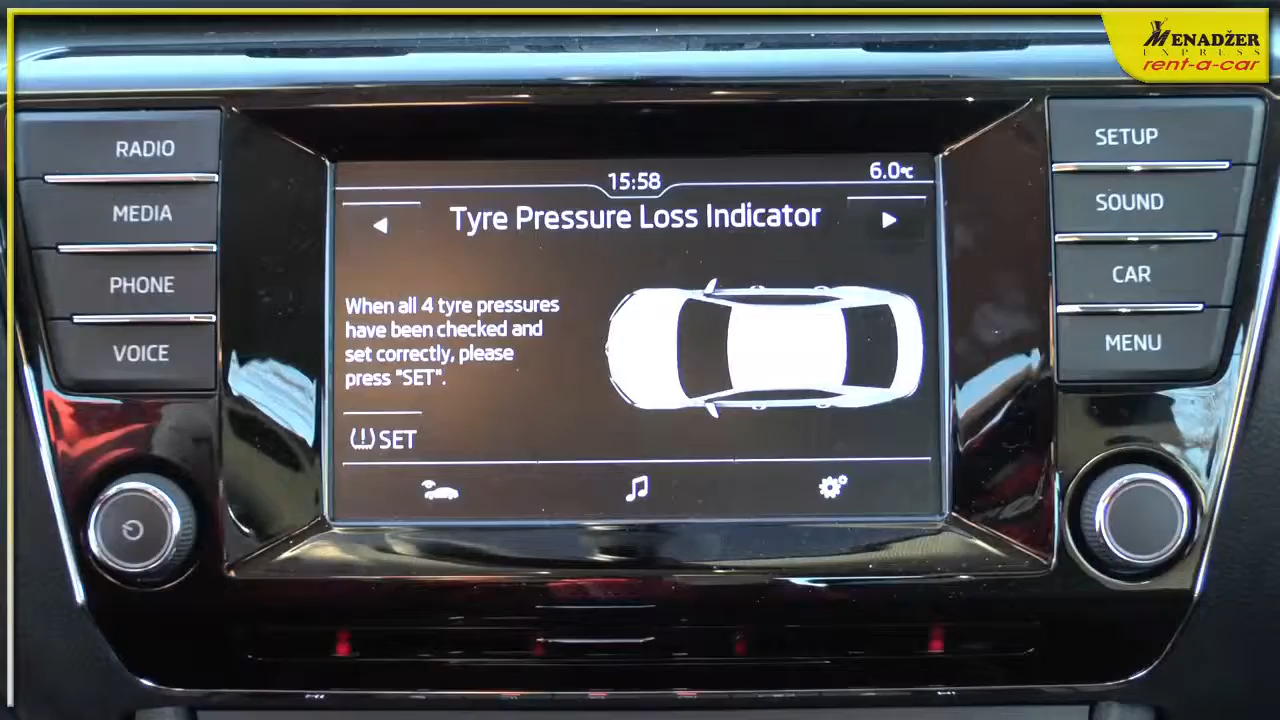 MENADŽER
EXPRESS
rent-a-car
RADIO
MEDIA
PHONE
VOICE
15:58
6.0°C
Tyre Pressure Loss Indicator
When all 4 tyre pressures
have been checked and
set correctly, please
press "SET".
SET
SETUP
SOUND
CAR
MENU